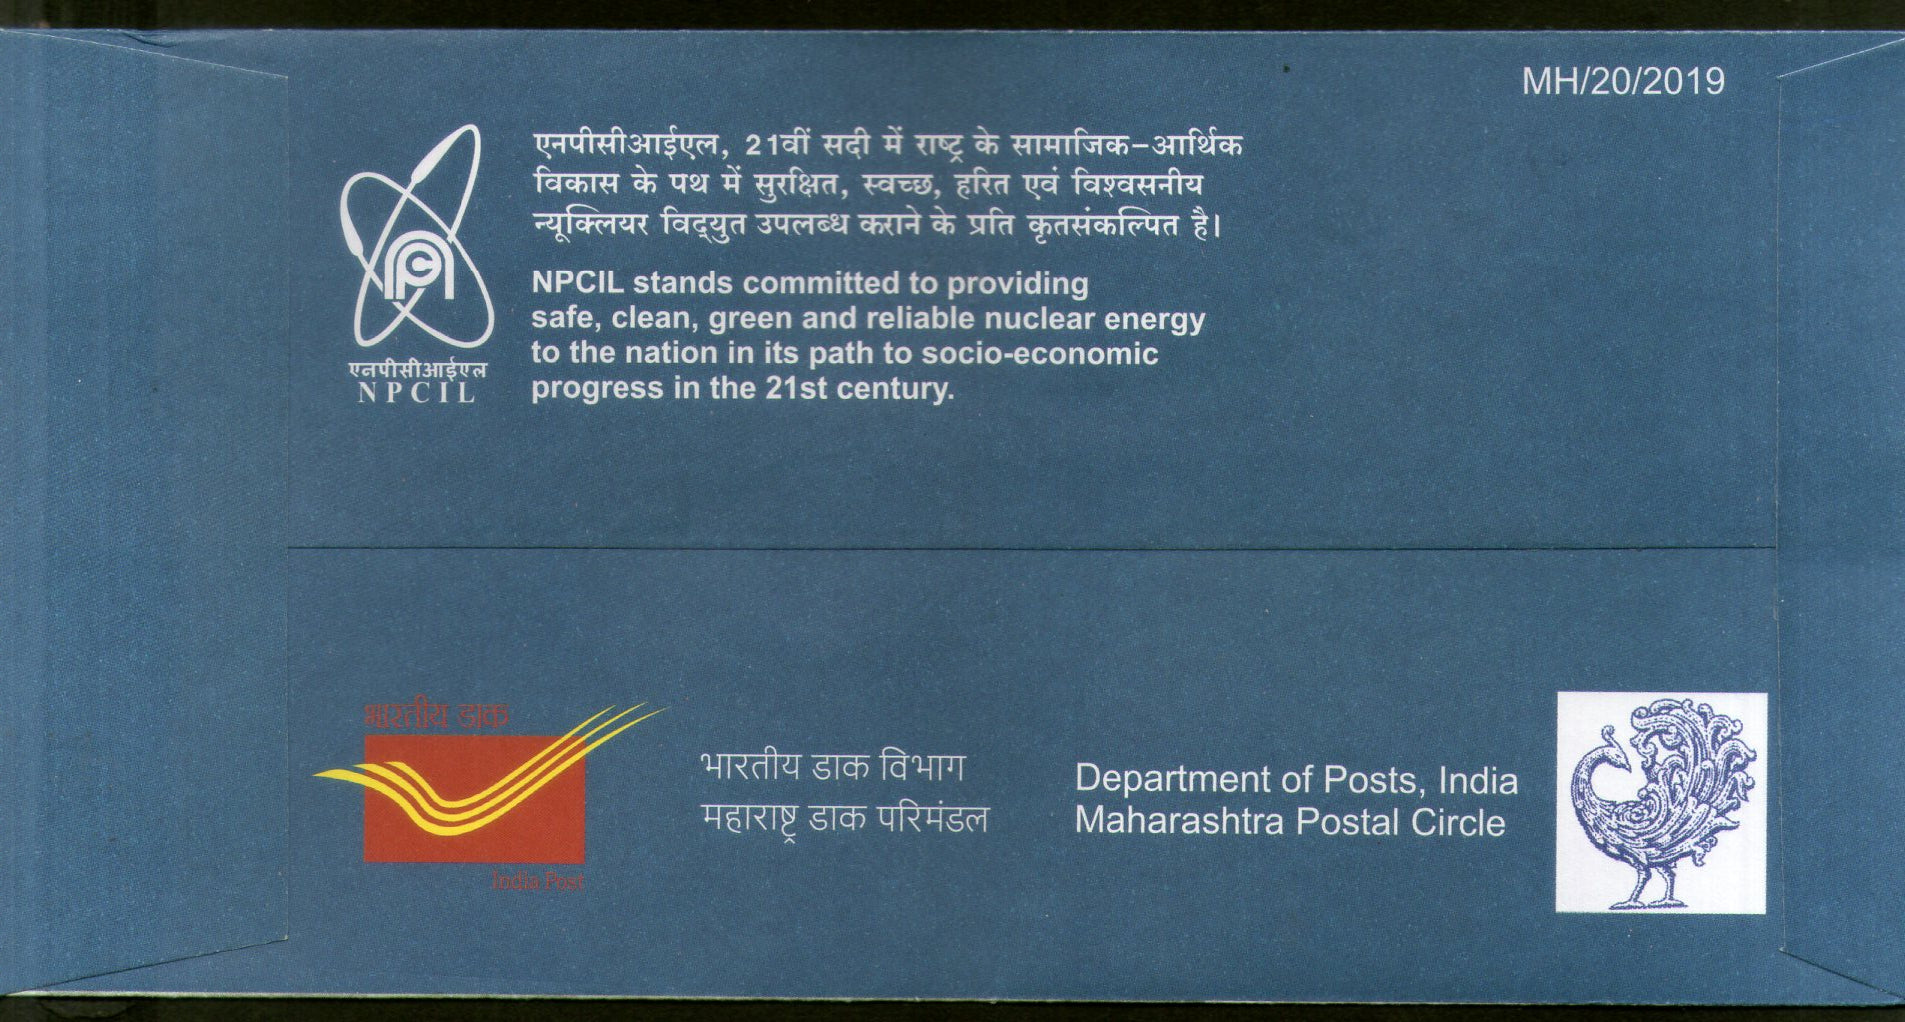 MH/20/2019
एनपीसीआईएल, 21वीं सदी में राष्ट्र के सामाजिक–आर्थिक
विकास के पथ में सुरक्षित, स्वच्छ, हरित एवं विश्वसनीय
न्यूक्लियर विद्युत उपलब्ध कराने के प्रति कृतसंकल्पित है।
NPCIL stands committed to providing
safe, clean, green and reliable nuclear energy
to the nation in its path to socio-economic
progress in the 21st century.
एनपीसीआईएल
NPCIL
भारतीय डाक
India Post
भारतीय डाक विभाग
महाराष्ट्र डाक परिमंडल
Department of Posts, India
Maharashtra Postal Circle